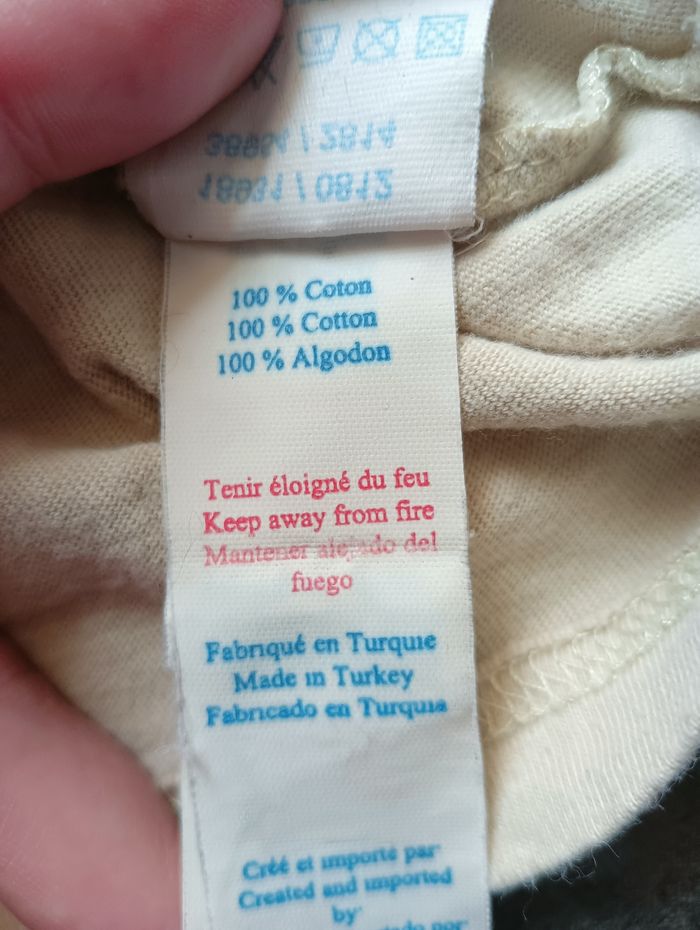 100 % Coton
100 % Cotton
100 % Algodon
Tenir éloigné du feu
Keep away from fire
Mantener alejado del
fuego
Fabriqué en Turquie
Made in Turkey
Fabricado en Turquia
Créé et importé par
Created and imported
by
por